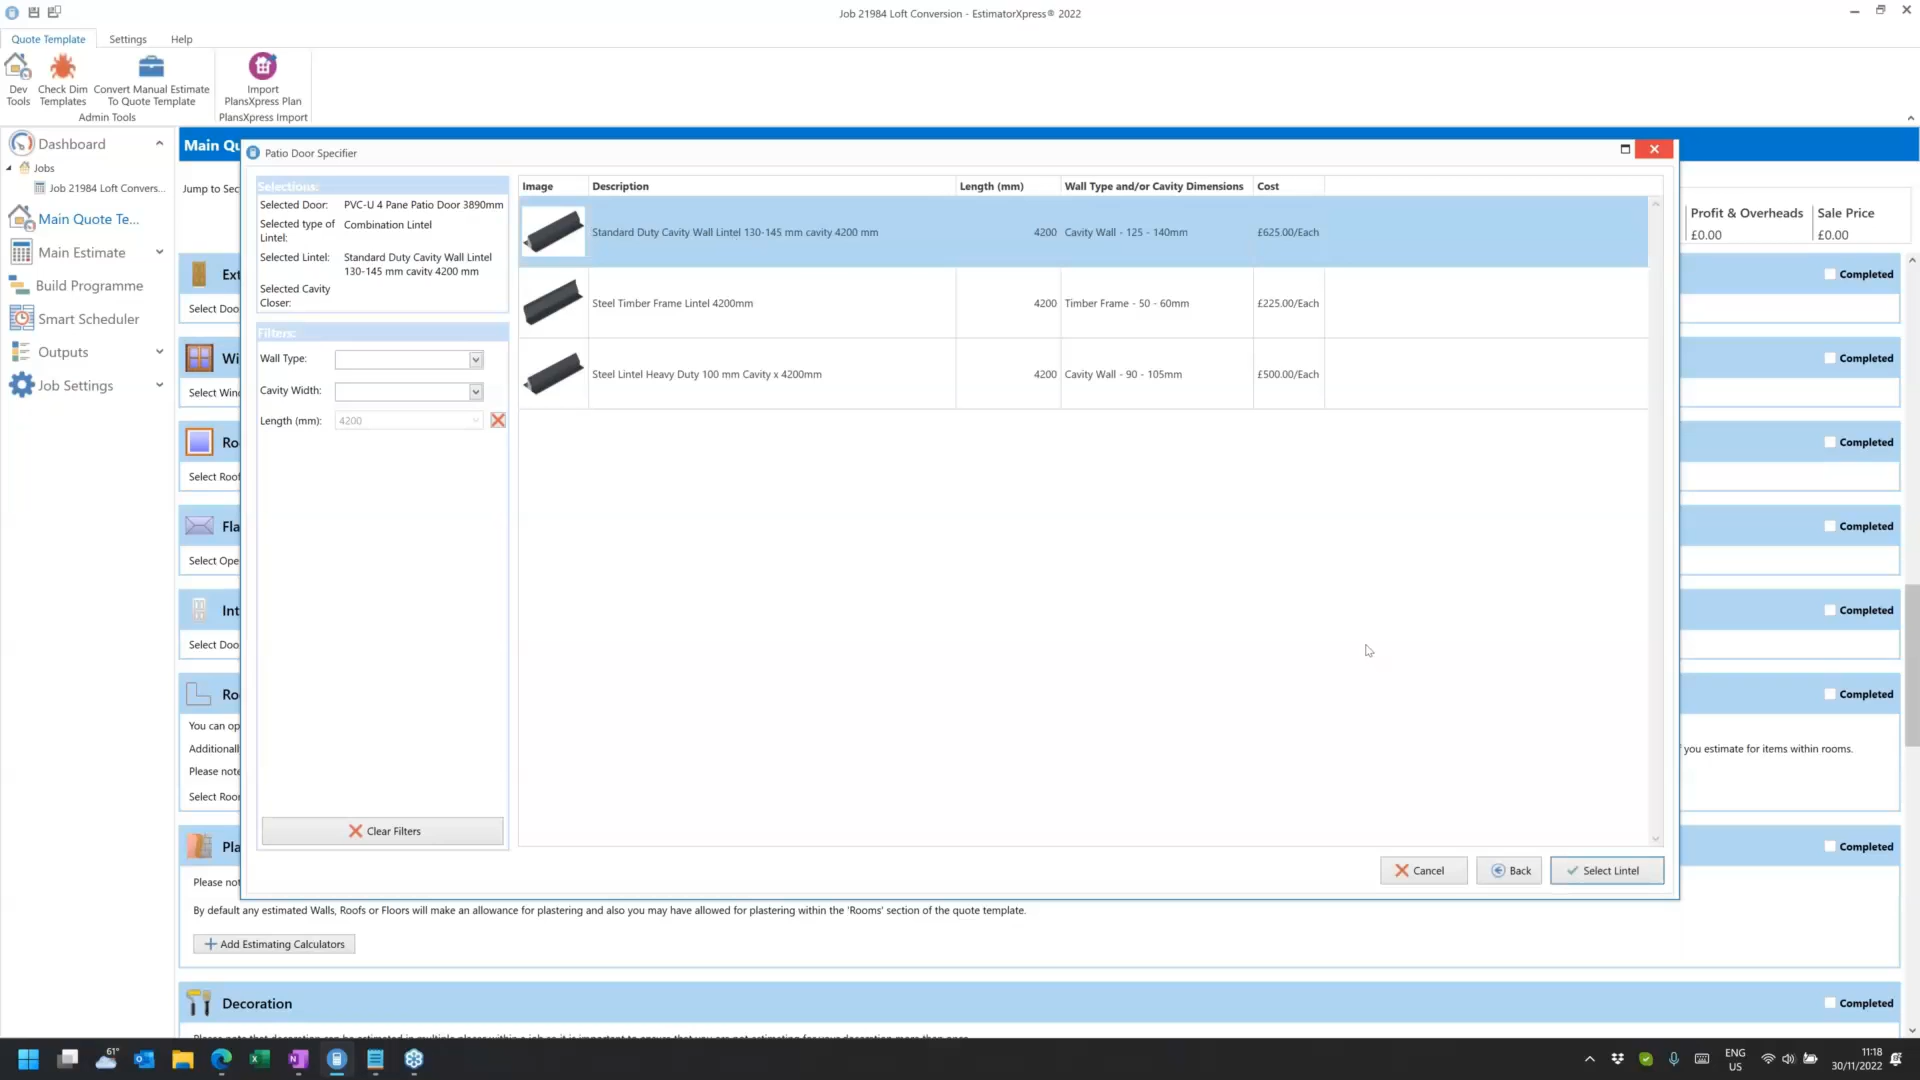 Job 21984 Loft Conversion - EstimatorXpress® 2022
Quote Template
Settings
Help
Dev Tools
Check Dim Templates
Convert Manual Estimate To Quote Template
Import PlansXpress Plan
Admin Tools
PlansXpress Import
Dashboard
Jobs
Job 21984 Loft Convers...
Main Quote Te...
Main Estimate
Build Programme
Smart Scheduler
Outputs
Job Settings
Main Qu
Jump to Sec
Profit & Overheads
Sale Price
£0.00
£0.00
Patio Door Specifier
Selections:
Selected Door: PVC-U 4 Pane Patio Door 3890mm
Selected type of Lintel: Combination Lintel
Selected Lintel: Standard Duty Cavity Wall Lintel
130-145 mm cavity 4200 mm
Selected Cavity Closer:
Filters:
Wall Type:
Cavity Width:
Length (mm): 4200
Clear Filters
Image Description Length (mm) Wall Type and/or Cavity Dimensions Cost
Standard Duty Cavity Wall Lintel 130-145 mm cavity 4200 mm 4200 Cavity Wall - 125 - 140mm £625.00/Each
Steel Timber Frame Lintel 4200mm 4200 Timber Frame - 50 - 60mm £225.00/Each
Steel Lintel Heavy Duty 100 mm Cavity x 4200mm 4200 Cavity Wall - 90 - 105mm £500.00/Each
Cancel
Back
Select Lintel
Ext
Completed
Select Doo
Wi
Completed
Select Wind
Ro
Completed
Select Roof
Fla
Completed
Select Ope
Int
Completed
Select Doo
Ro
Completed
You can op
Additionall
you estimate for items within rooms.
Please note
Select Roor
Pla
Completed
Please not
By default any estimated Walls, Roofs or Floors will make an allowance for plastering and also you may have allowed for plastering within the 'Rooms' section of the quote template.
Add Estimating Calculators
Decoration
Completed
61°
ENG
US
11:18
30/11/2022